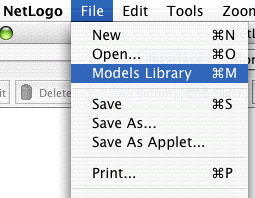 NetLogo File Edit Tools Zoom
New ⌘N
Open... ⌘O
Models Library ⌘M
Delete
Save ⌘S
Save As...
Save As Applet...
Print... ⌘P